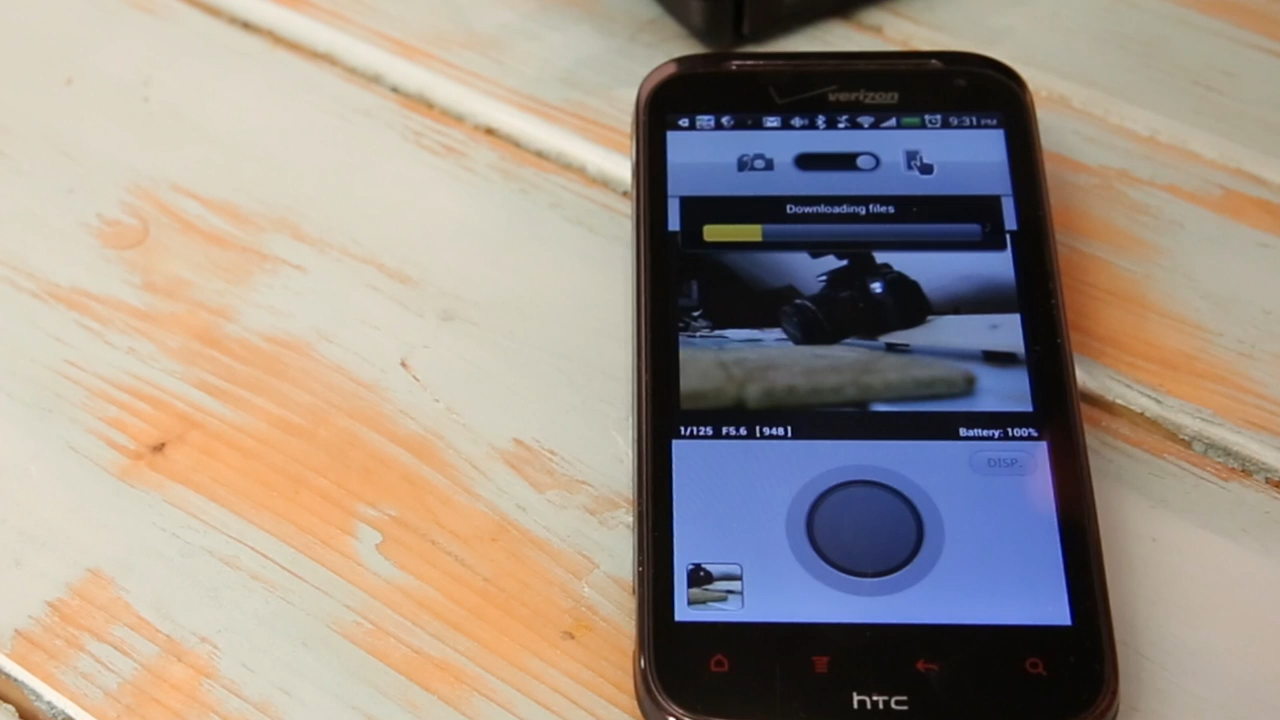 verizon
9:31 PM
Downloading files
1/125 F5.6 [948] Battery: 100%
DISP.
hTC